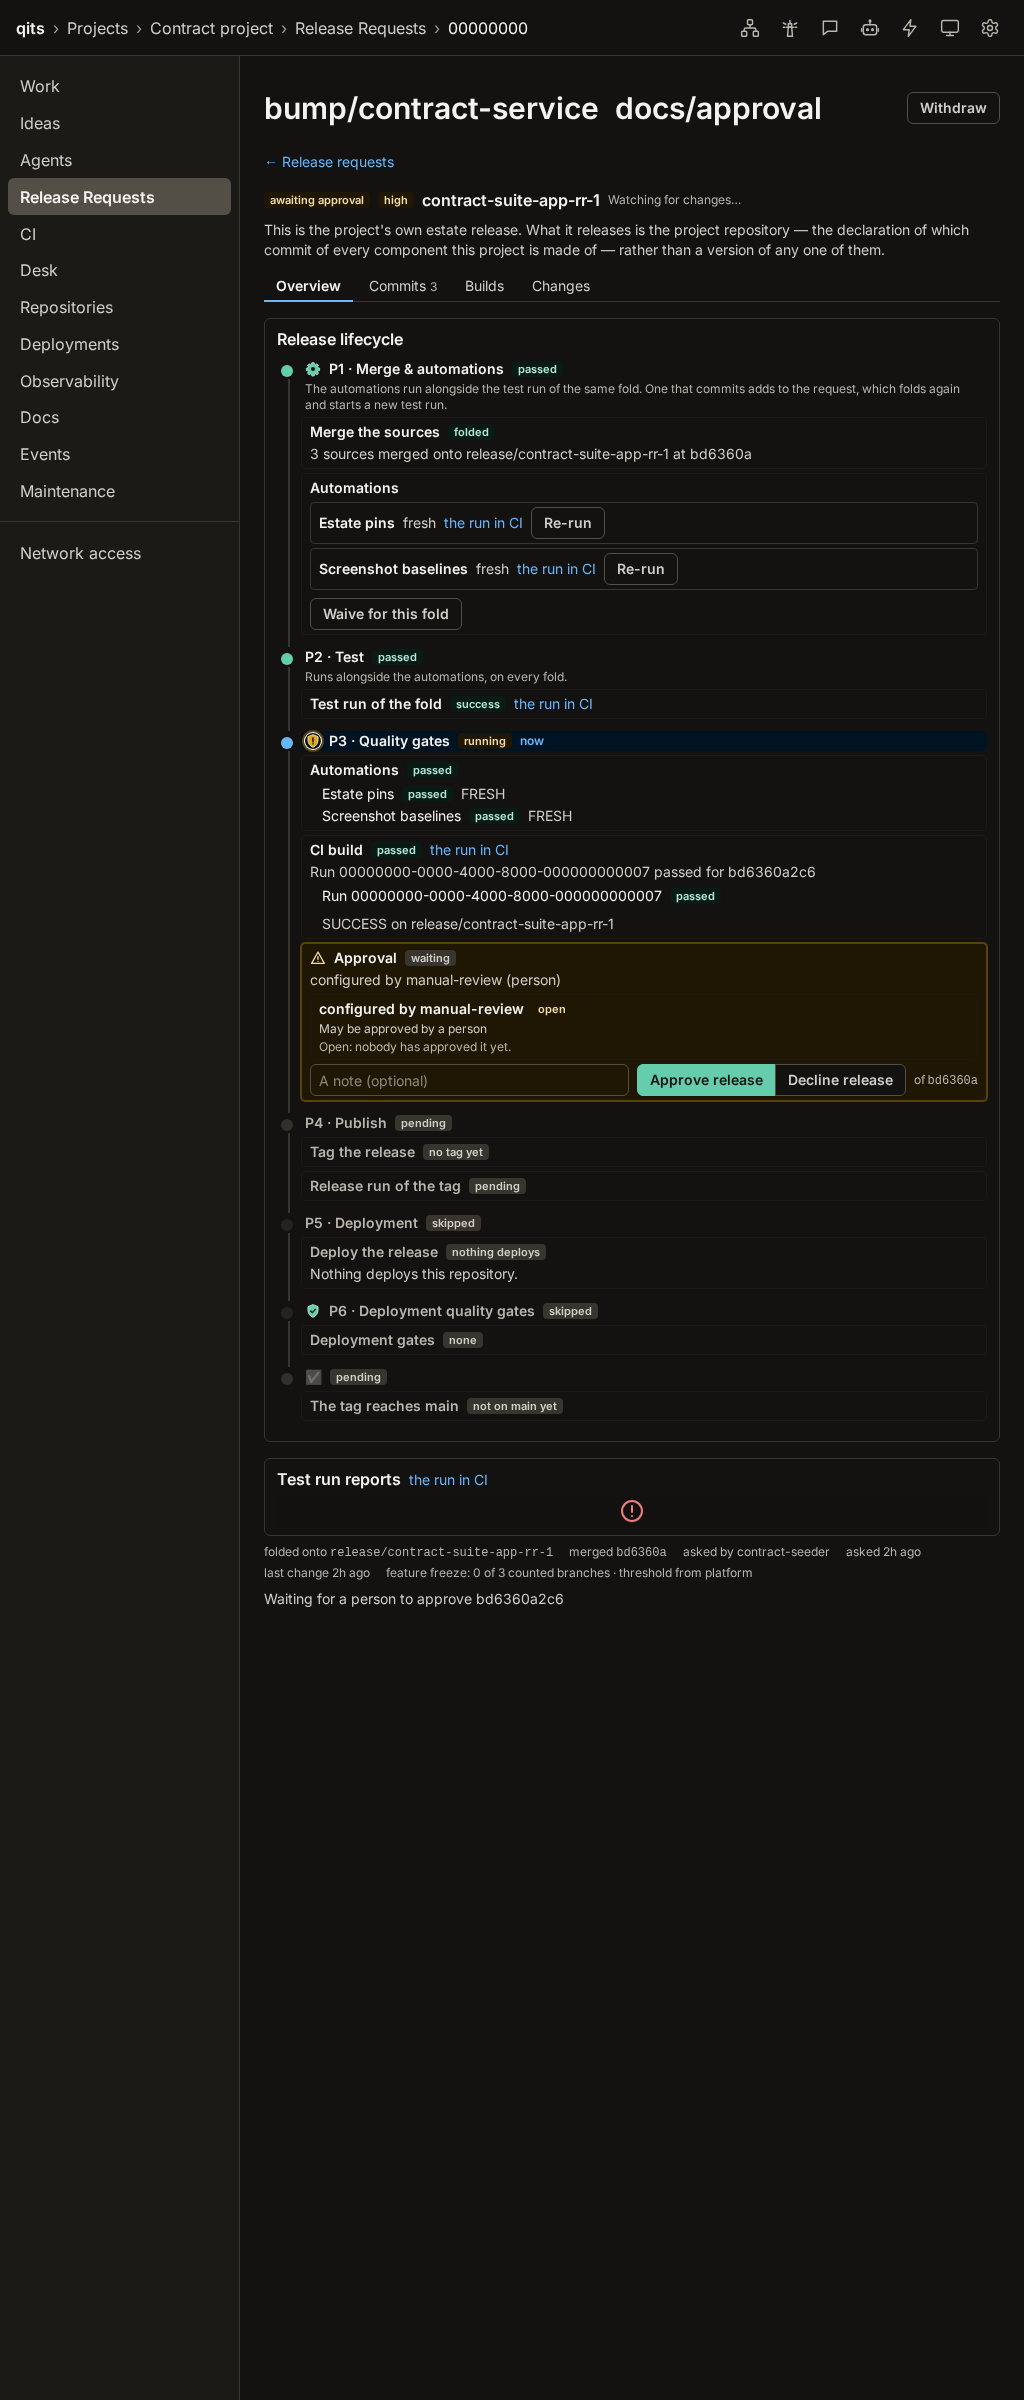 qits › Projects › Contract project › Release Requests › 00000000
Work
Ideas
Agents
Release Requests
CI
Desk
Repositories
Deployments
Observability
Docs
Events
Maintenance
Network access
bump/contract-service docs/approval
Withdraw
← Release requests
awaiting approval high contract-suite-app-rr-1 Watching for changes...
This is the project's own estate release. What it releases is the project repository — the declaration of which
commit of every component this project is made of — rather than a version of any one of them.
Overview Commits 3 Builds Changes
Release lifecycle
P1 · Merge & automations passed
The automations run alongside the test run of the same fold. One that commits adds to the request, which folds again
and starts a new test run.
Merge the sources folded
3 sources merged onto release/contract-suite-app-rr-1 at bd6360a
Automations
Estate pins fresh the run in CI Re-run
Screenshot baselines fresh the run in CI Re-run
Waive for this fold
P2 · Test passed
Runs alongside the automations, on every fold.
Test run of the fold success the run in CI
P3 · Quality gates running now
Automations passed
Estate pins passed FRESH
Screenshot baselines passed FRESH
CI build passed the run in CI
Run 00000000-0000-4000-8000-000000000007 passed for bd6360a2c6
Run 00000000-0000-4000-8000-000000000007 passed
SUCCESS on release/contract-suite-app-rr-1
Approval waiting
configured by manual-review (person)
configured by manual-review open
May be approved by a person
Open: nobody has approved it yet.
A note (optional) Approve release Decline release of bd6360a
P4 · Publish pending
Tag the release no tag yet
Release run of the tag pending
P5 · Deployment skipped
Deploy the release nothing deploys
Nothing deploys this repository.
P6 · Deployment quality gates skipped
Deployment gates none
pending
The tag reaches main not on main yet
Test run reports the run in CI
folded onto release/contract-suite-app-rr-1 merged bd6360a asked by contract-seeder asked 2h ago
last change 2h ago feature freeze: 0 of 3 counted branches · threshold from platform
Waiting for a person to approve bd6360a2c6